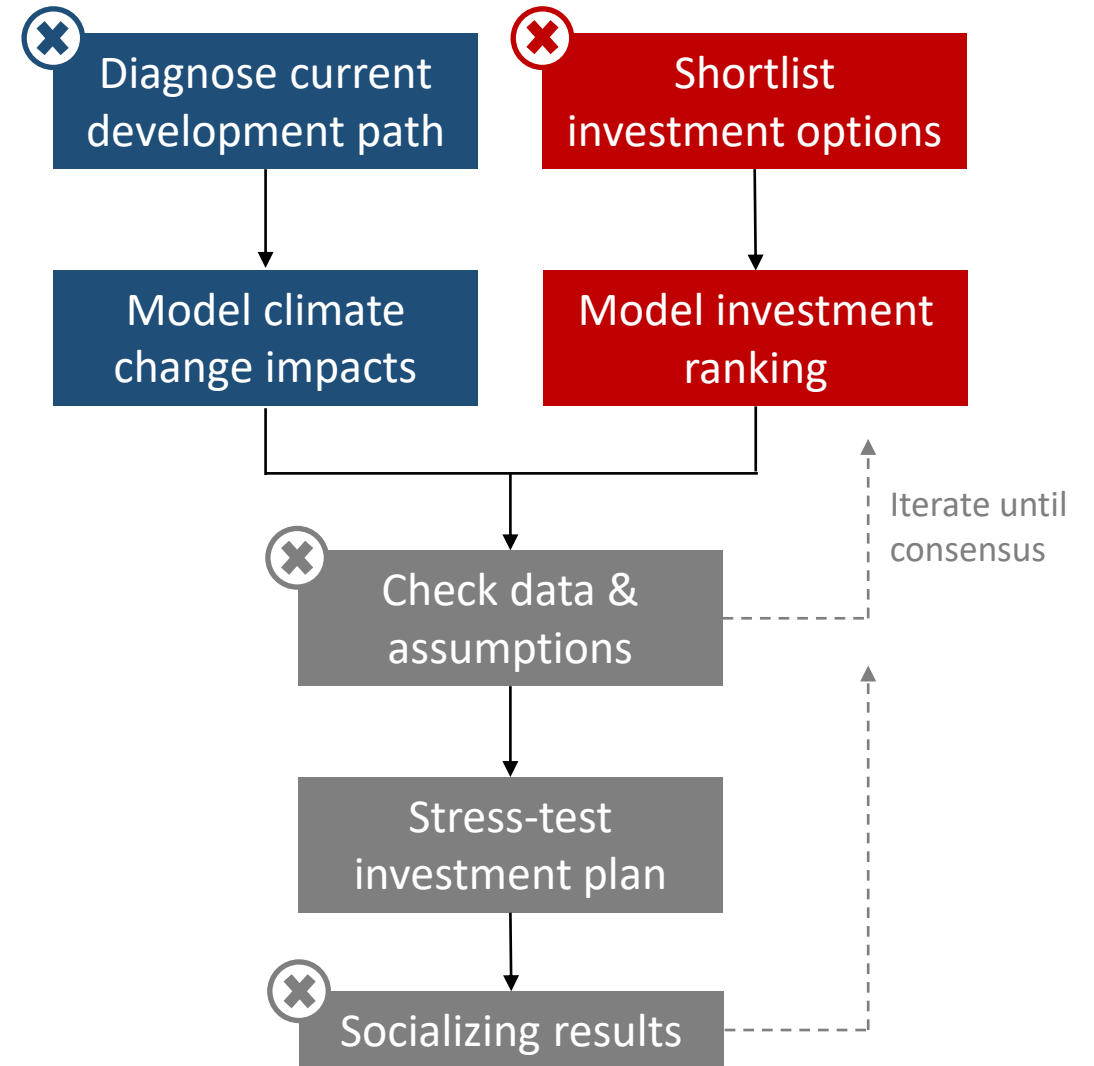 Diagnose current
development path
Shortlist
investment options
Model climate
change impacts
Model investment
ranking
Iterate until
consensus
Check data &
assumptions
Stress-test
investment plan
Socializing results